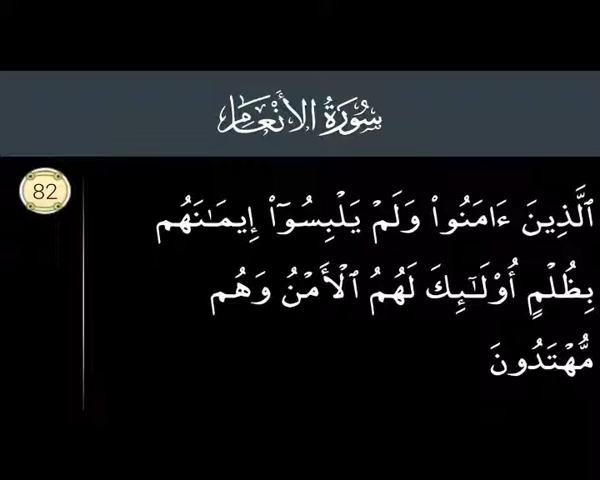 سُورَةُ الأَنْعَام
82
ٱلَّذِينَ ءَامَنُوا۟ وَلَمْ يَلْبِسُوٓا۟ إِيمَـٰنَهُم
بِظُلْمٍ أُو۟لَـٰٓئِكَ لَهُمُ ٱلْأَمْنُ وَهُم
مُّهْتَدُونَ